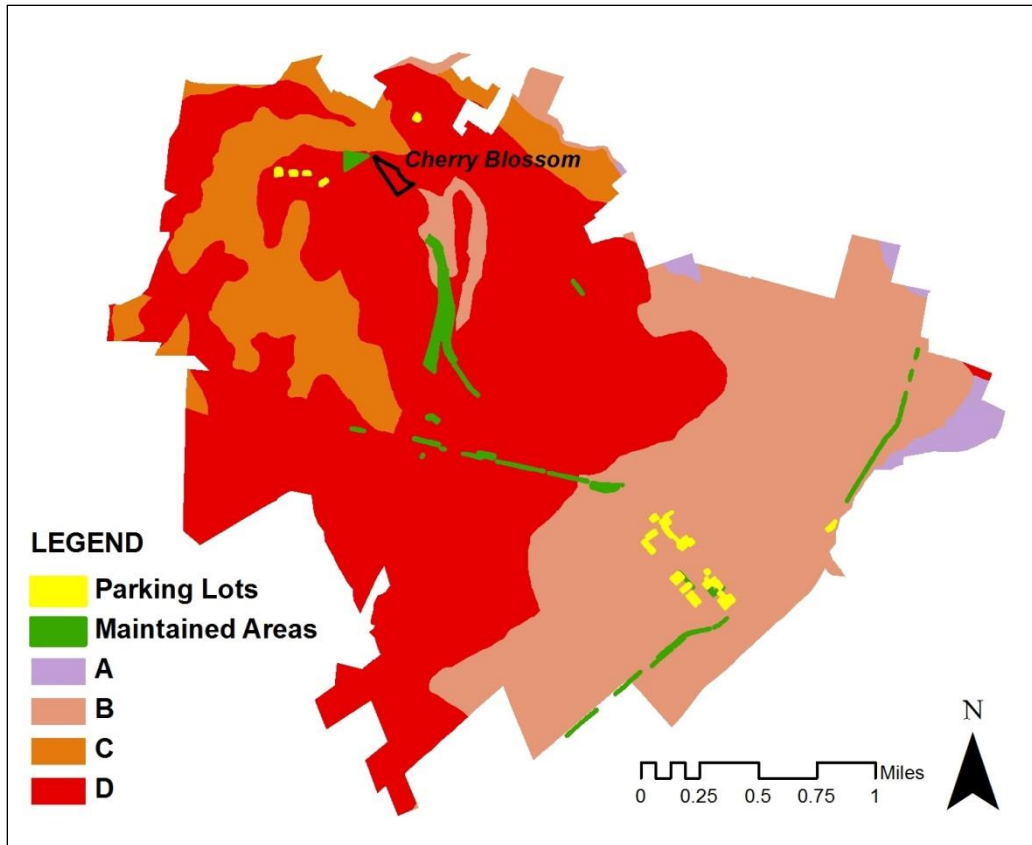 Cherry Blossom
LEGEND
Parking Lots
Maintained Areas
A
B
C
D
N
Miles
0 0.25 0.5 0.75 1